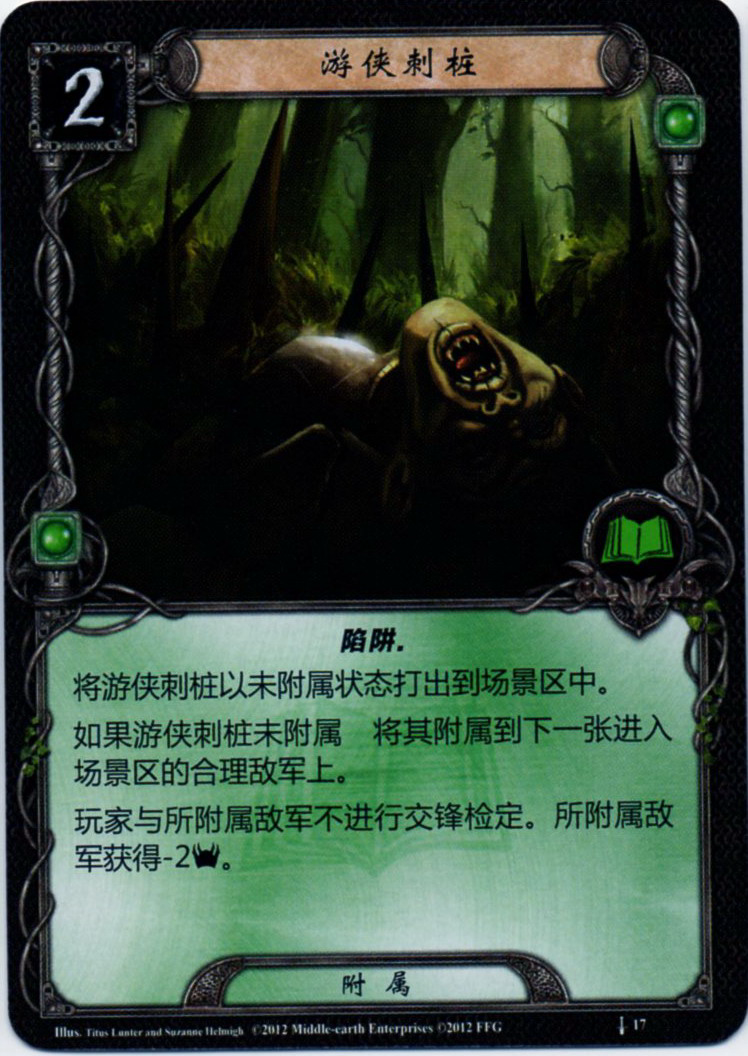 2
游侠刺桩
陷阱.
将游侠刺桩以未附属状态打出到场景区中。
如果游侠刺桩未附属 将其附属到下一张进入
场景区的合理敌军上。
玩家与所附属敌军不进行交锋检定。所附属敌
军获得-2。
附属
Illus. Titus Lunter and Suzanne Helmigh ©2012 Middle-earth Enterprises ©2012 FFG
17